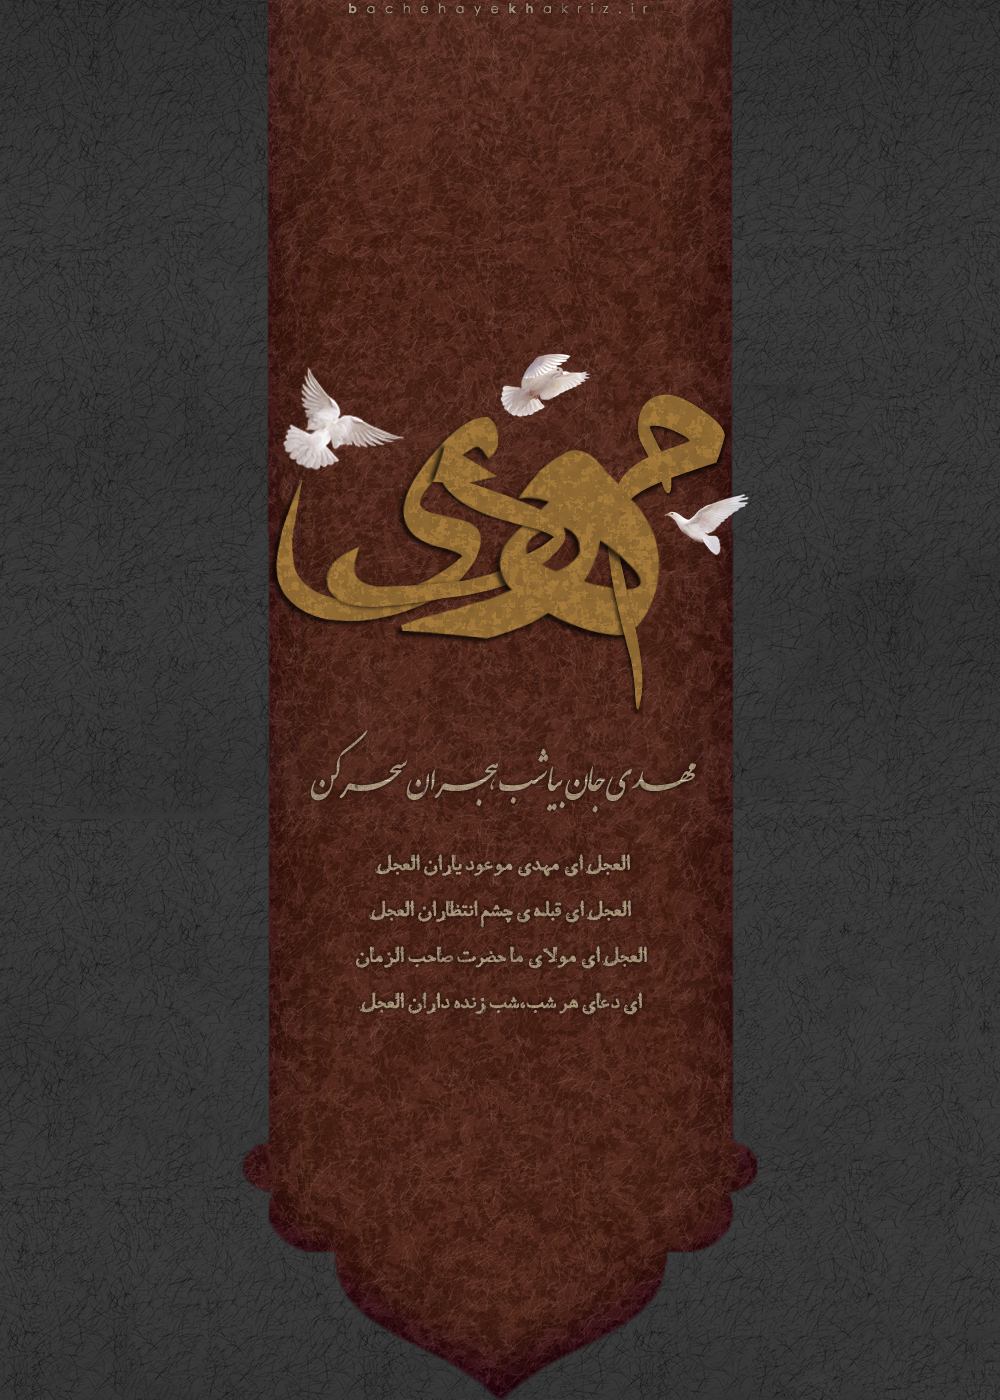 bachehayekhakriz.ir
مهدی
مهدی جان بیا شب هجران سحر کن
العجل ای مهدی موعود یاران العجل
العجل ای قبله ی چشم انتظاران العجل
العجل ای مولای ما حضرت صاحب الزمان
ای دعای هر شب،شب زنده داران العجل